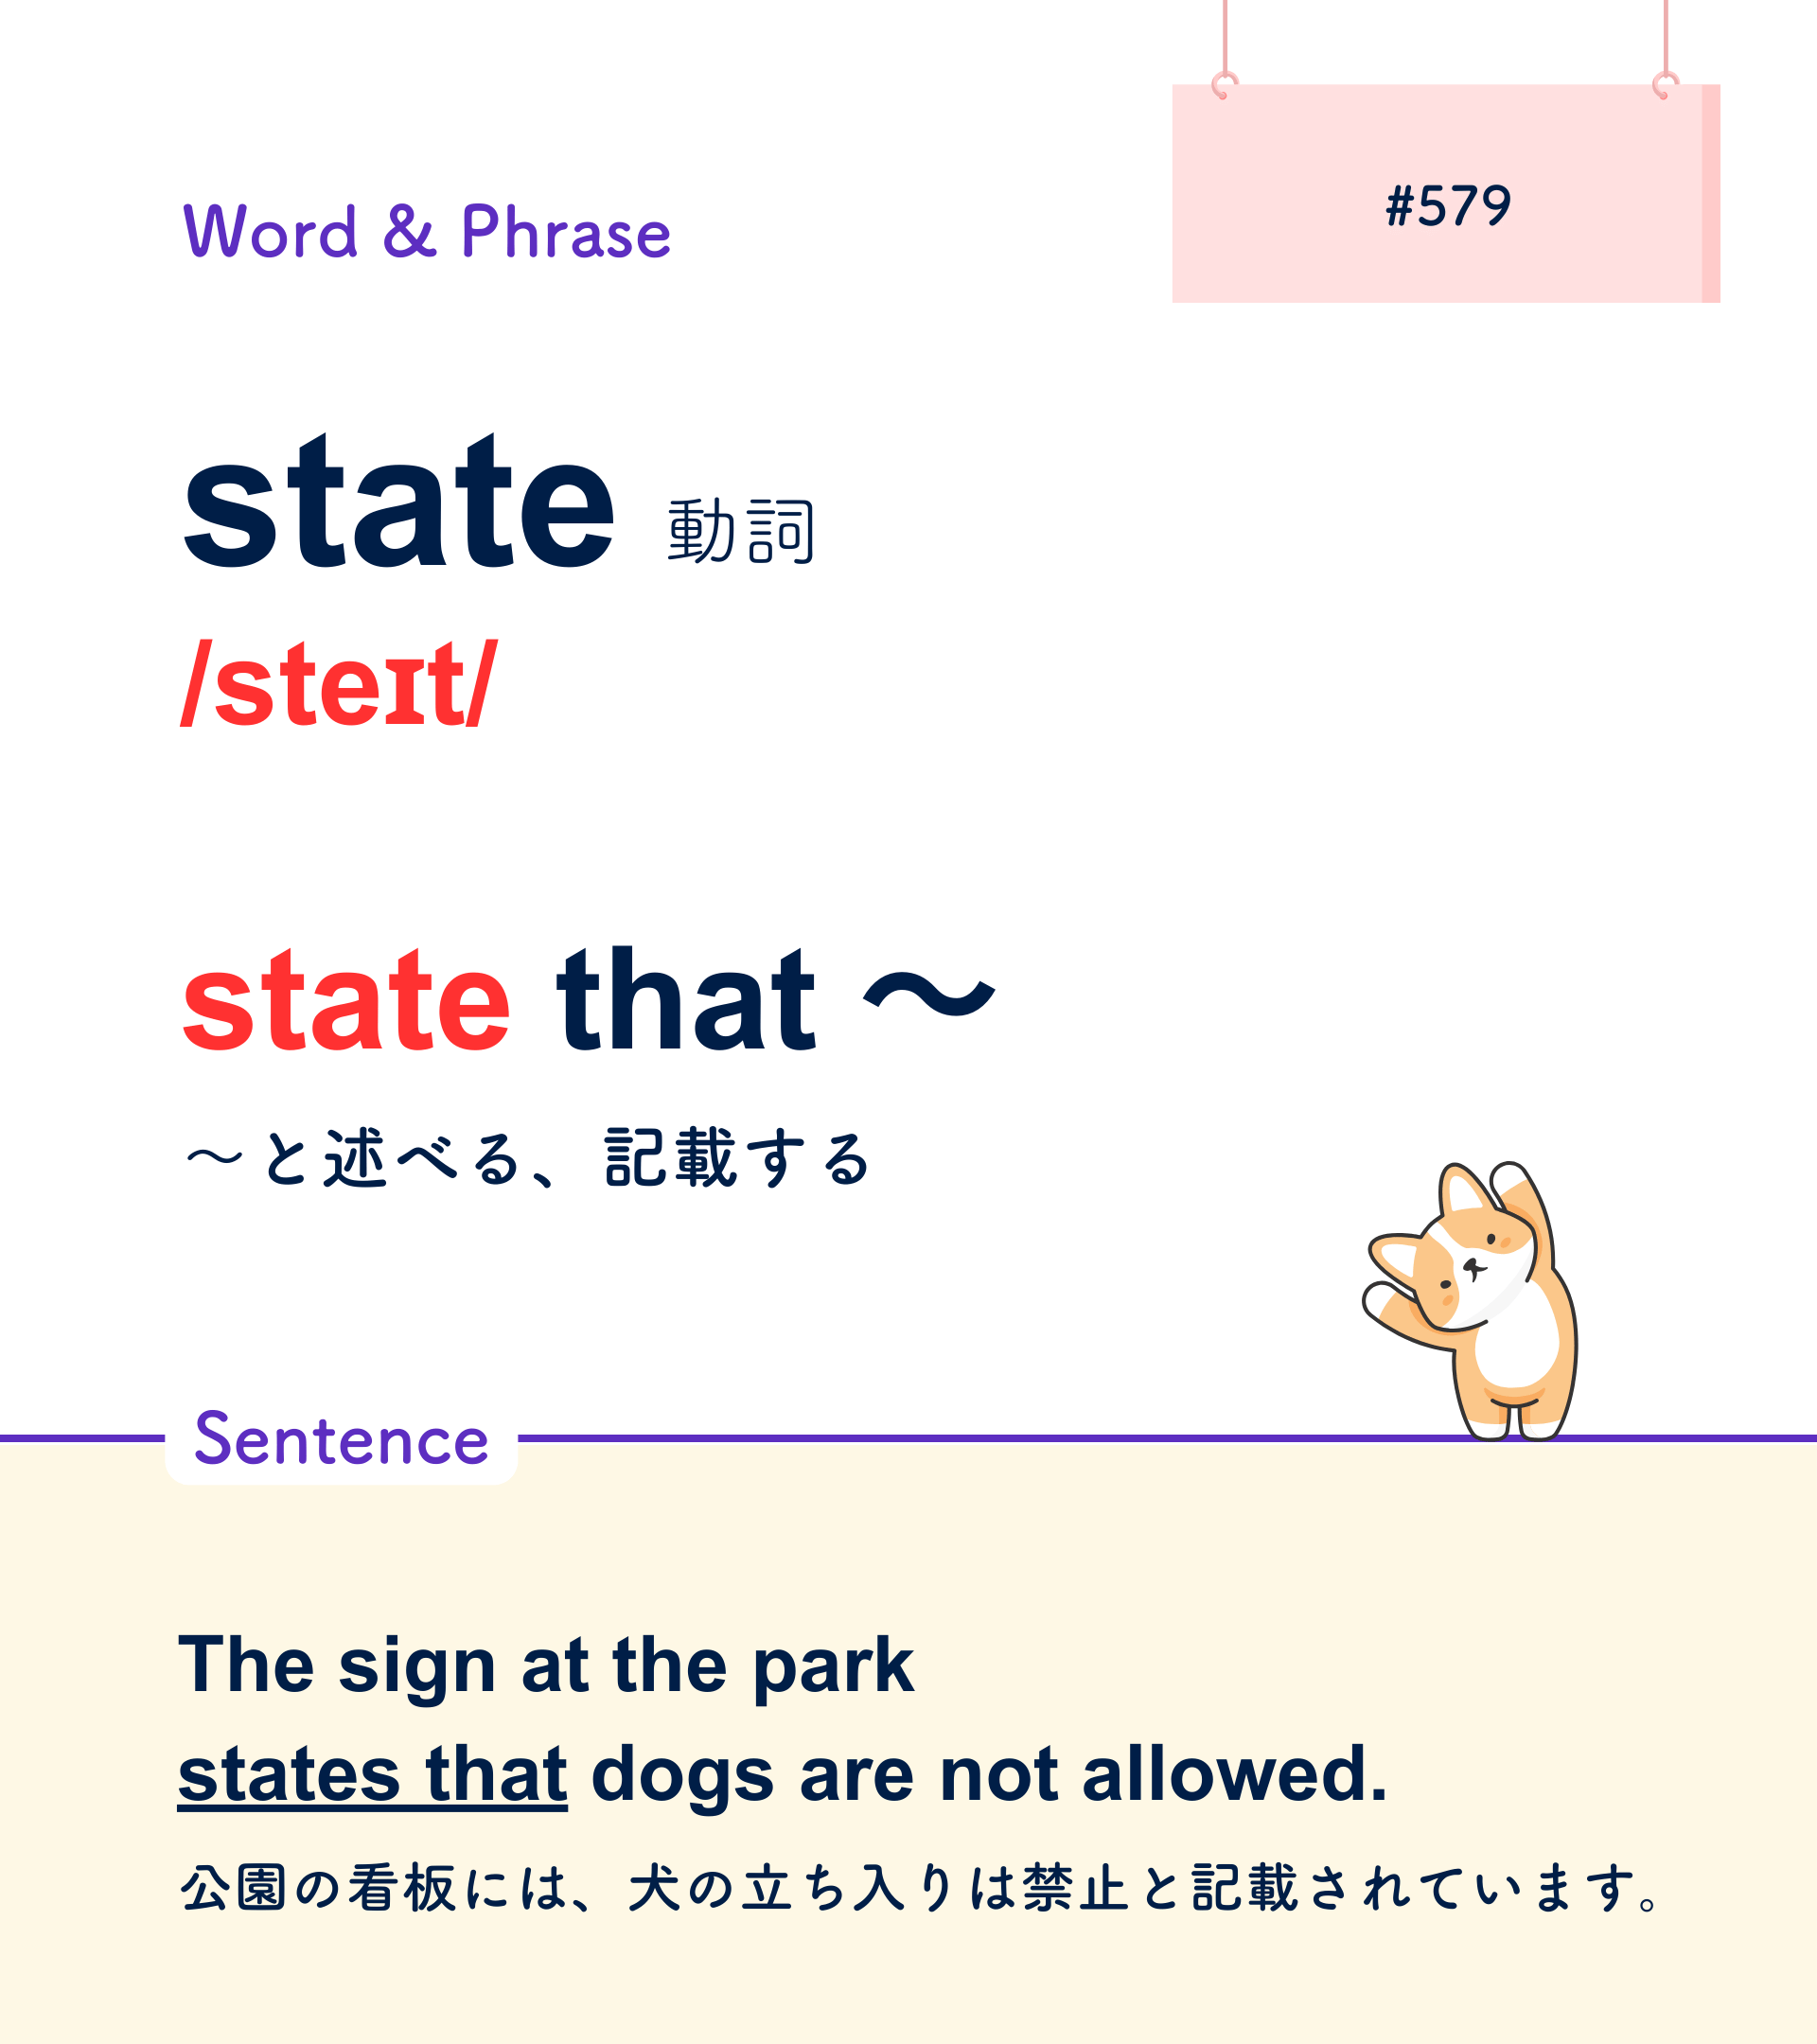 #579
Word & Phrase
state 動詞
/steɪt/
state that 〜
〜と述べる、記載する
Sentence
The sign at the park
states that dogs are not allowed.
公園の看板には、犬の立ち入りは禁止と記載されています。